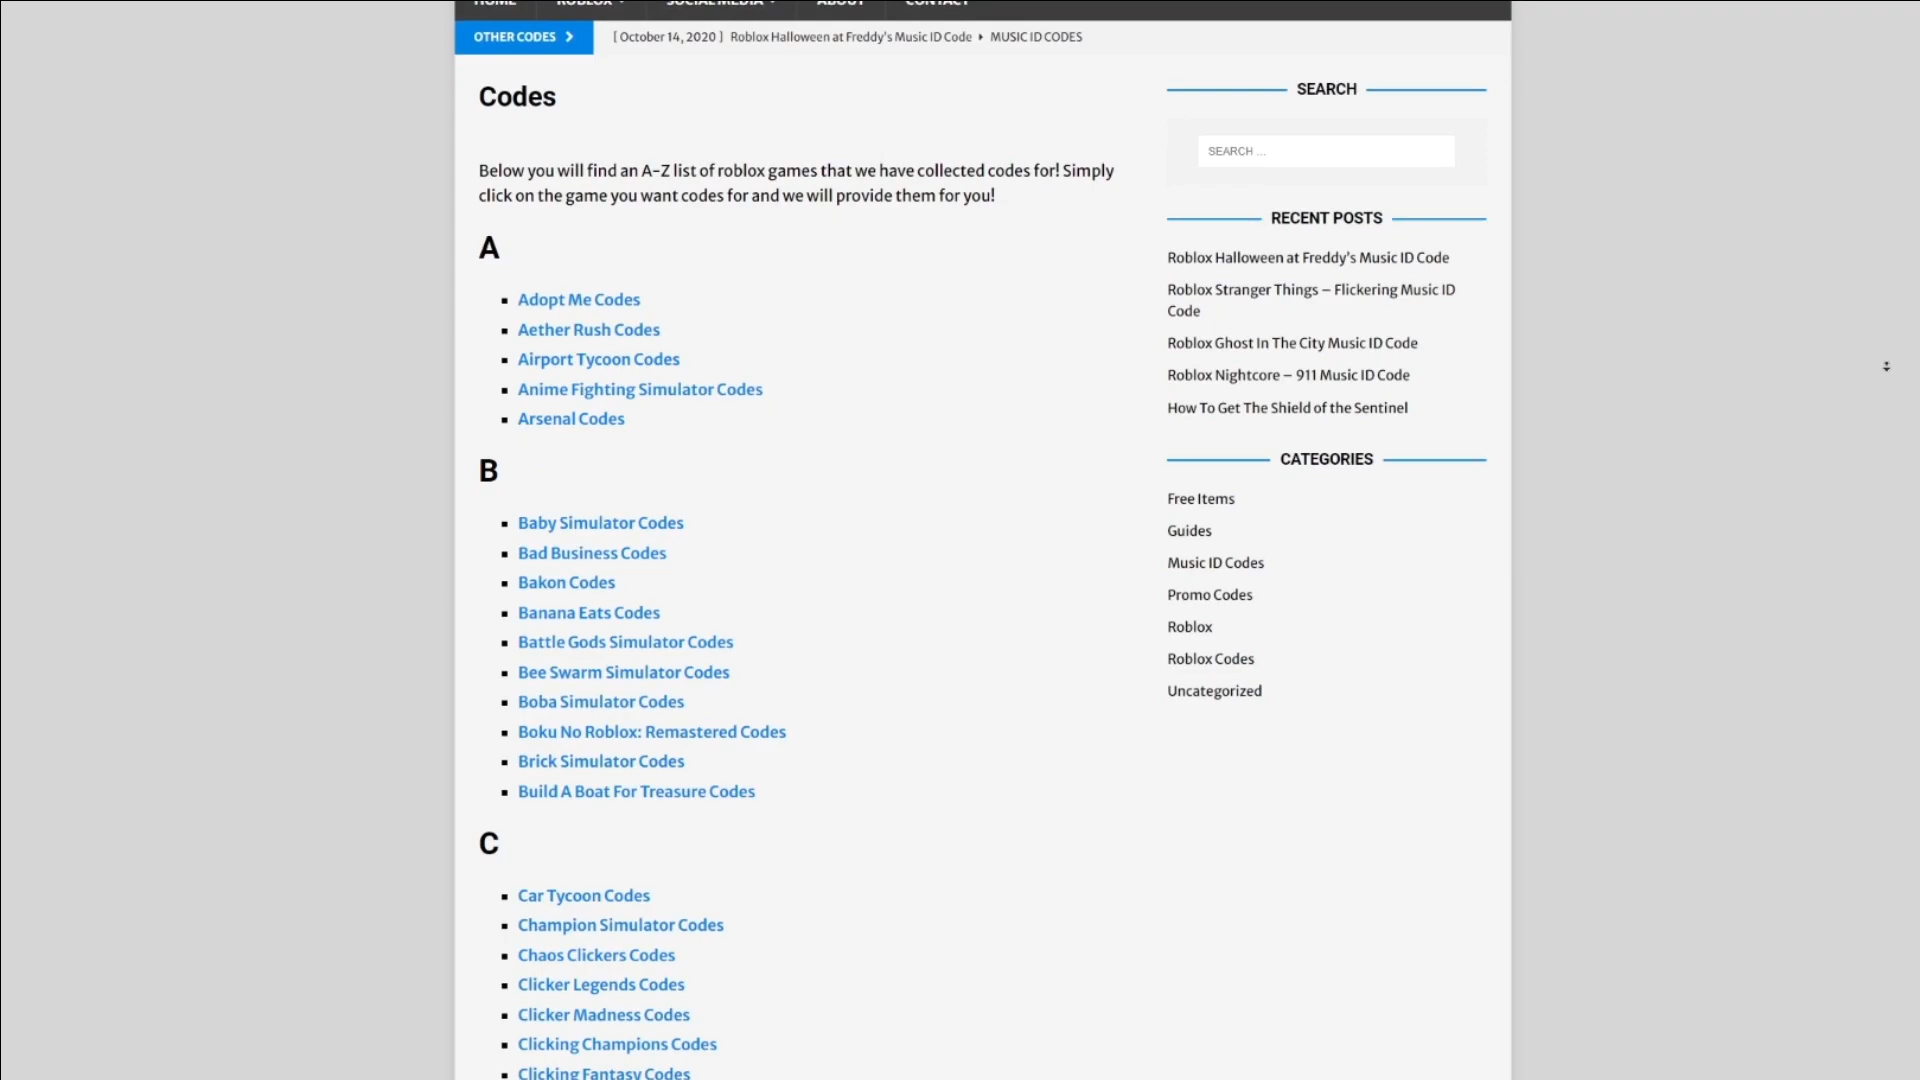 HOME ROBLOX SOCIAL MEDIA ABOUT CONTACT
OTHER CODES
[ October 14, 2020 ] Roblox Halloween at Freddy's Music ID Code MUSIC ID CODES
Codes
Below you will find an A-Z list of roblox games that we have collected codes for! Simply
click on the game you want codes for and we will provide them for you!
A
Adopt Me Codes
Aether Rush Codes
Airport Tycoon Codes
Anime Fighting Simulator Codes
Arsenal Codes
B
Baby Simulator Codes
Bad Business Codes
Bakon Codes
Banana Eats Codes
Battle Gods Simulator Codes
Bee Swarm Simulator Codes
Boba Simulator Codes
Boku No Roblox: Remastered Codes
Brick Simulator Codes
Build A Boat For Treasure Codes
C
Car Tycoon Codes
Champion Simulator Codes
Chaos Clickers Codes
Clicker Legends Codes
Clicker Madness Codes
Clicking Champions Codes
Clicking Fantasy Codes
SEARCH
SEARCH ...
RECENT POSTS
Roblox Halloween at Freddy's Music ID Code
Roblox Stranger Things – Flickering Music ID
Code
Roblox Ghost In The City Music ID Code
Roblox Nightcore – 911 Music ID Code
How To Get The Shield of the Sentinel
CATEGORIES
Free Items
Guides
Music ID Codes
Promo Codes
Roblox
Roblox Codes
Uncategorized